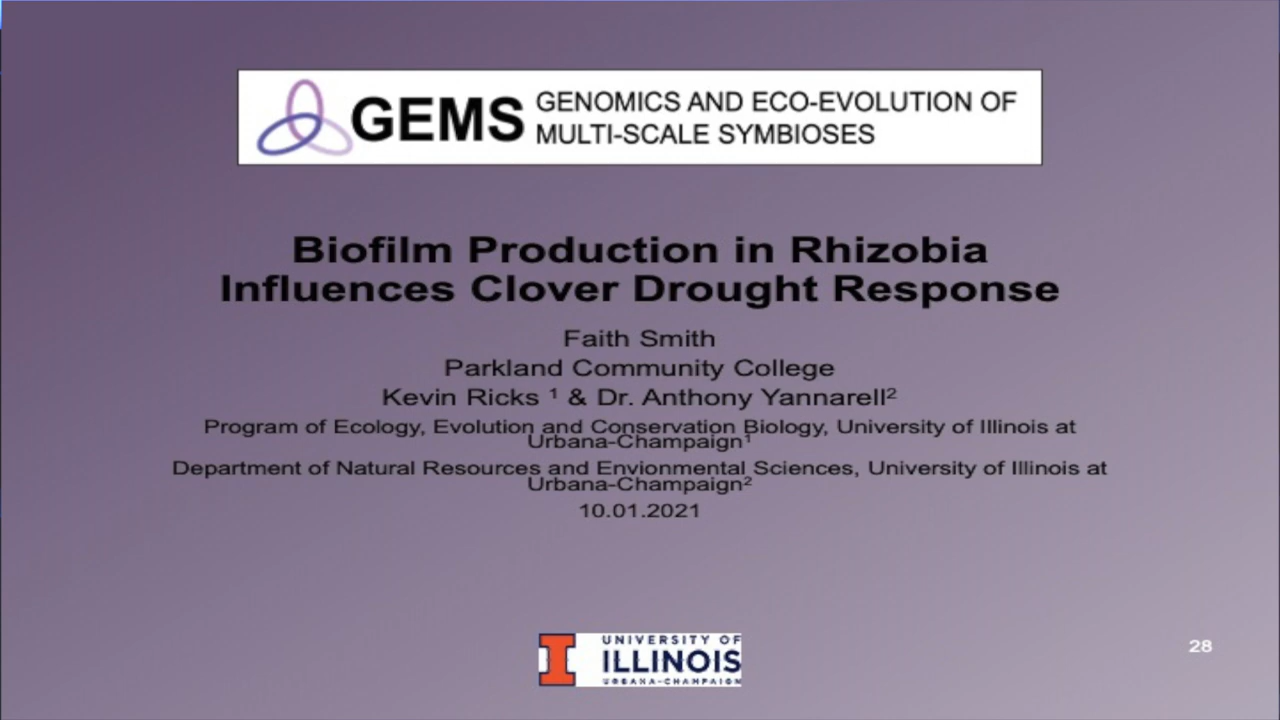 GEMS GENOMICS AND ECO-EVOLUTION OF
MULTI-SCALE SYMBIOSES
Biofilm Production in Rhizobia
Influences Clover Drought Response
Faith Smith
Parkland Community College
Kevin Ricks ¹ & Dr. Anthony Yannarell²
Program of Ecology, Evolution and Conservation Biology, University of Illinois at
Urbana-Champaign¹
Department of Natural Resources and Envionmental Sciences, University of Illinois at
Urbana-Champaign²
10.01.2021
I UNIVERSITY OF
ILLINOIS
URBANA-CHAMPAIGN
28